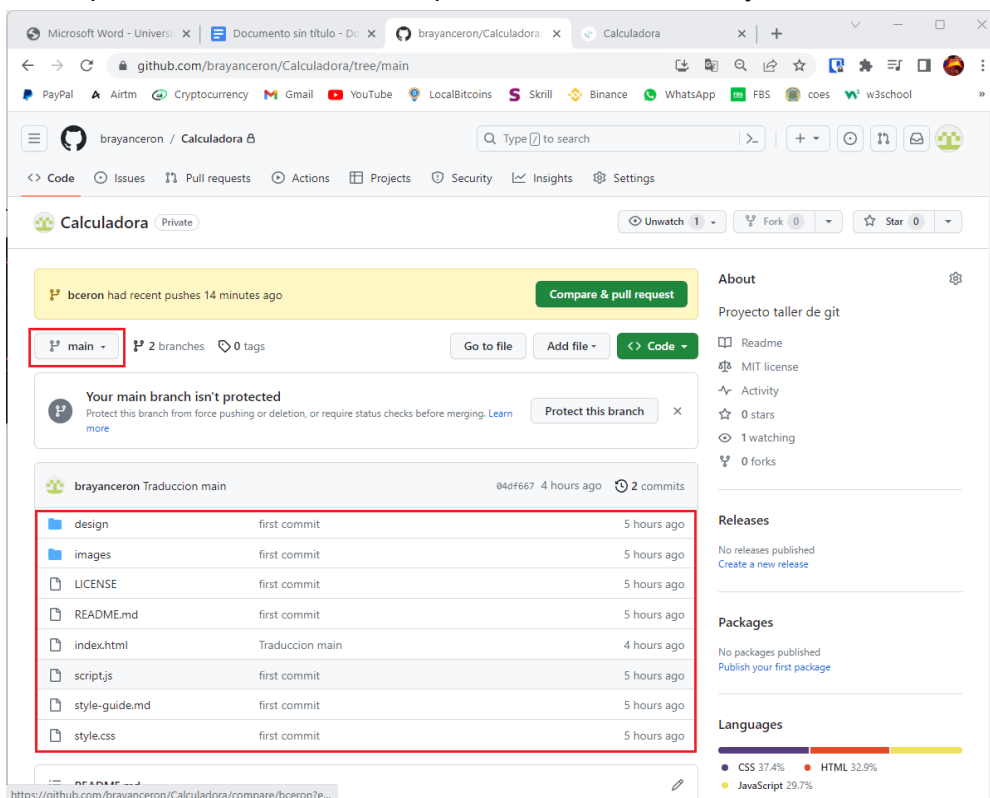 Microsoft Word - Universi
Documento sin título - Do
brayanceron/Calculadora:
Calculadora
github.com/brayanceron/Calculadora/tree/main
PayPal
Airtm
Cryptocurrency
Gmail
YouTube
LocalBitcoins
Skrill
Binance
WhatsApp
FBS
coes
w3school
»
brayanceron / Calculadora
Type / to search
Code
Issues
Pull requests
Actions
Projects
Security
Insights
Settings
Calculadora Private
Unwatch 1
Fork 0
Star 0
bceron had recent pushes 14 minutes ago
Compare & pull request
main
2 branches
0 tags
Go to file
Add file
<> Code
Your main branch isn't protected
Protect this branch from force pushing or deletion, or require status checks before merging. Learn
more
Protect this branch
brayanceron Traduccion main
04df667 4 hours ago
2 commits
design first commit 5 hours ago
images first commit 5 hours ago
LICENSE first commit 5 hours ago
README.md first commit 5 hours ago
index.html Traduccion main 4 hours ago
script.js first commit 5 hours ago
style-guide.md first commit 5 hours ago
style.css first commit 5 hours ago
README.md
https://github.com/brayanceron/Calculadora/compare/bceron?e...
About
Proyecto taller de git
Readme
MIT license
Activity
0 stars
1 watching
0 forks
Releases
No releases published
Create a new release
Packages
No packages published
Publish your first package
Languages
CSS 37.4%
HTML 32.9%
JavaScript 29.7%